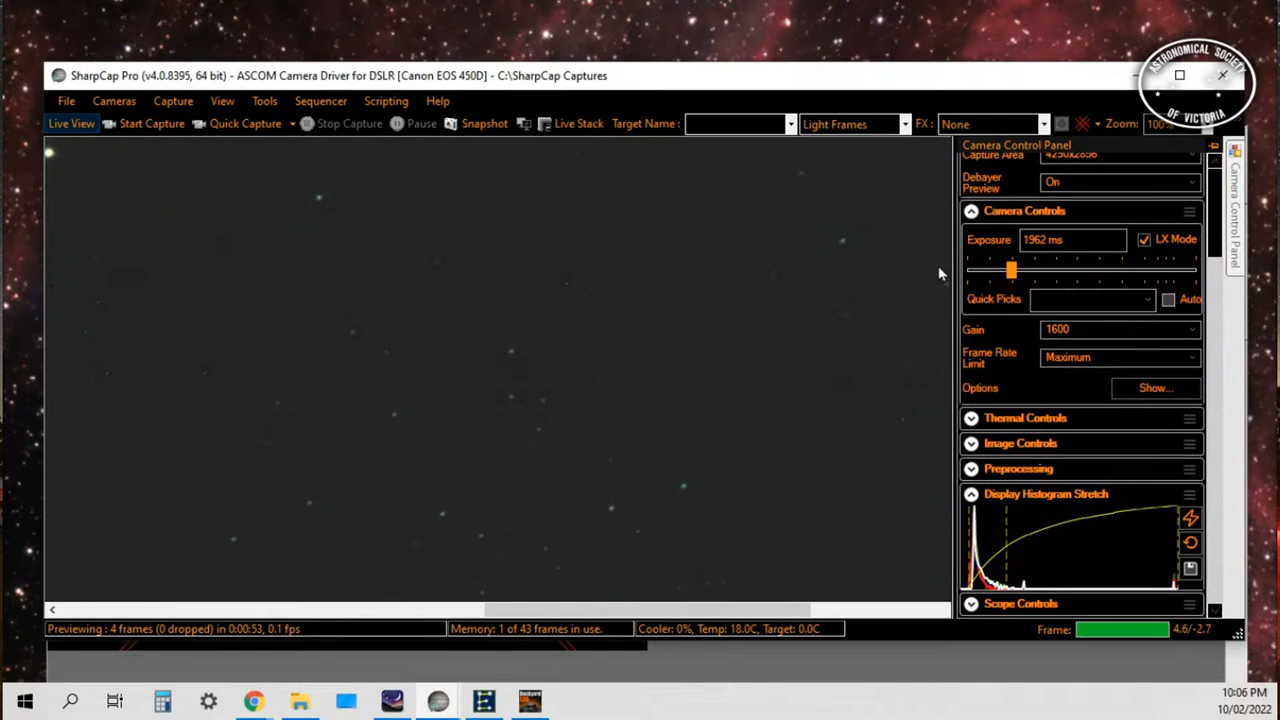 SharpCap Pro (v4.0.8395, 64 bit) - ASCOM Camera Driver for DSLR [Canon EOS 450D] - C:\SharpCap Captures
ASTRONOMICAL SOCIETY
OF VICTORIA
File Cameras Capture View Tools Sequencer Scripting Help
Live View Start Capture Quick Capture Stop Capture Pause Snapshot Live Stack Target Name : Light Frames FX : None Zoom: 100%
Camera Control Panel
Capture Area 4290x2856
Debayer Preview On
Camera Controls
Exposure 1962 ms LX Mode
Quick Picks Auto
Gain 1600
Frame Rate Limit Maximum
Options Show...
Thermal Controls
Image Controls
Preprocessing
Display Histogram Stretch
Scope Controls
Camera Control Panel
Previewing : 4 frames (0 dropped) in 0:00:53, 0.1 fps Memory: 1 of 43 frames in use. Cooler: 0%, Temp: 18.0C, Target: 0.0C Frame: 4.6/-2.7
10:06 PM
10/02/2022